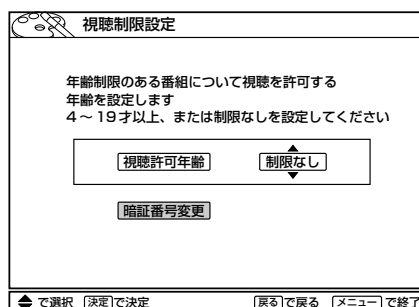 視聴制限設定
年齢制限のある番組について視聴を許可する
年齢を設定します
4～19才以上、または制限なしを設定してください
視聴許可年齢 制限なし
暗証番号変更
で選択 決定で決定 戻るで戻る メニューで終了